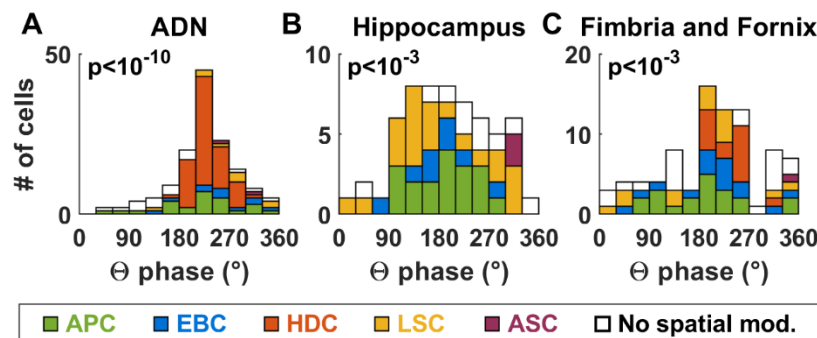 A ADN B Hippocampus C Fimbria and Fornix
50 10 20
p<10-10 p<10-3 p<10-3
# of cells
5 10
0 0 0
0 90 180 270 360 0 90 180 270 360 0 90 180 270 360
Θ phase (°) Θ phase (°) Θ phase (°)
APC EBC HDC LSC ASC No spatial mod.